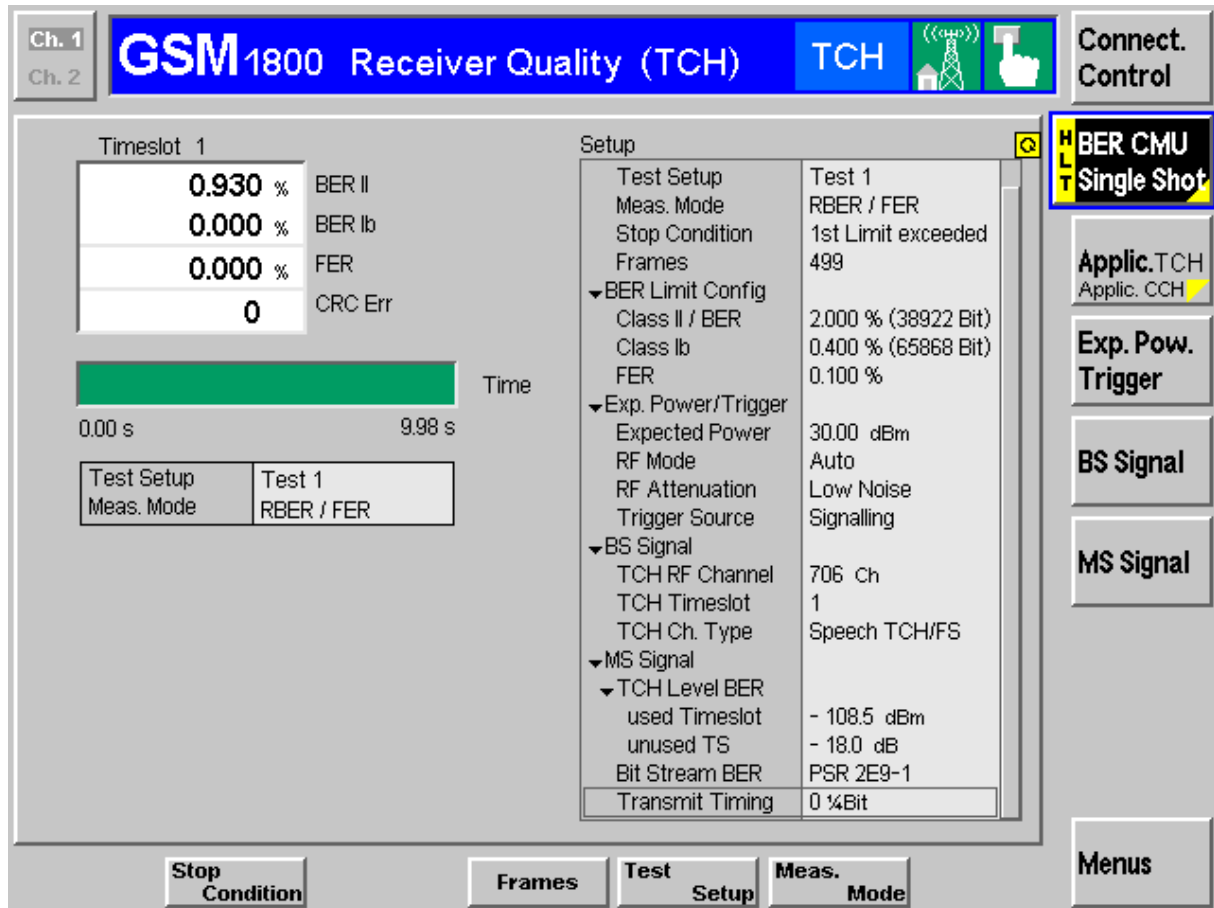 Ch. 1
Ch. 2
GSM 1800 Receiver Quality (TCH)
TCH
Connect.
Control
Timeslot 1
0.930 % BER II
0.000 % BER Ib
0.000 % FER
0 CRC Err
Time
0.00 s 9.98 s
Test Setup Test 1
Meas. Mode RBER / FER
Setup
Test Setup Test 1
Meas. Mode RBER / FER
Stop Condition 1st Limit exceeded
Frames 499
BER Limit Config
Class II / BER 2.000 % (38922 Bit)
Class Ib 0.400 % (65868 Bit)
FER 0.100 %
Exp. Power/Trigger
Expected Power 30.00 dBm
RF Mode Auto
RF Attenuation Low Noise
Trigger Source Signalling
BS Signal
TCH RF Channel 706 Ch
TCH Timeslot 1
TCH Ch. Type Speech TCH/FS
MS Signal
TCH Level BER
used Timeslot - 108.5 dBm
unused TS - 18.0 dB
Bit Stream BER PSR 2E9-1
Transmit Timing 0 ¼Bit
HLT
BER CMU
Single Shot
Applic.TCH
Applic. CCH
Exp. Pow.
Trigger
BS Signal
MS Signal
Menus
Stop
Condition
Frames
Test
Setup
Meas.
Mode